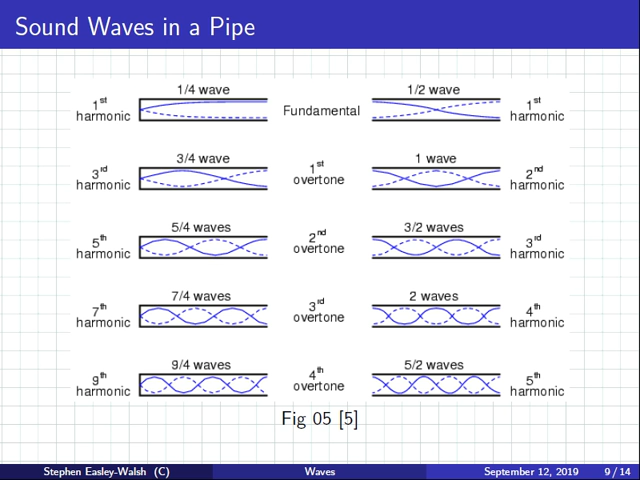 Sound Waves in a Pipe
1/4 wave
1/2 wave
1st harmonic
Fundamental
1st harmonic
3/4 wave
1 wave
3rd harmonic
1st overtone
2nd harmonic
5/4 waves
3/2 waves
5th harmonic
2nd overtone
3rd harmonic
7/4 waves
2 waves
7th harmonic
3rd overtone
4th harmonic
9/4 waves
5/2 waves
9th harmonic
4th overtone
5th harmonic
Fig 05 [5]
Stephen Easley-Walsh (C)
Waves
September 12, 2019
9 / 14